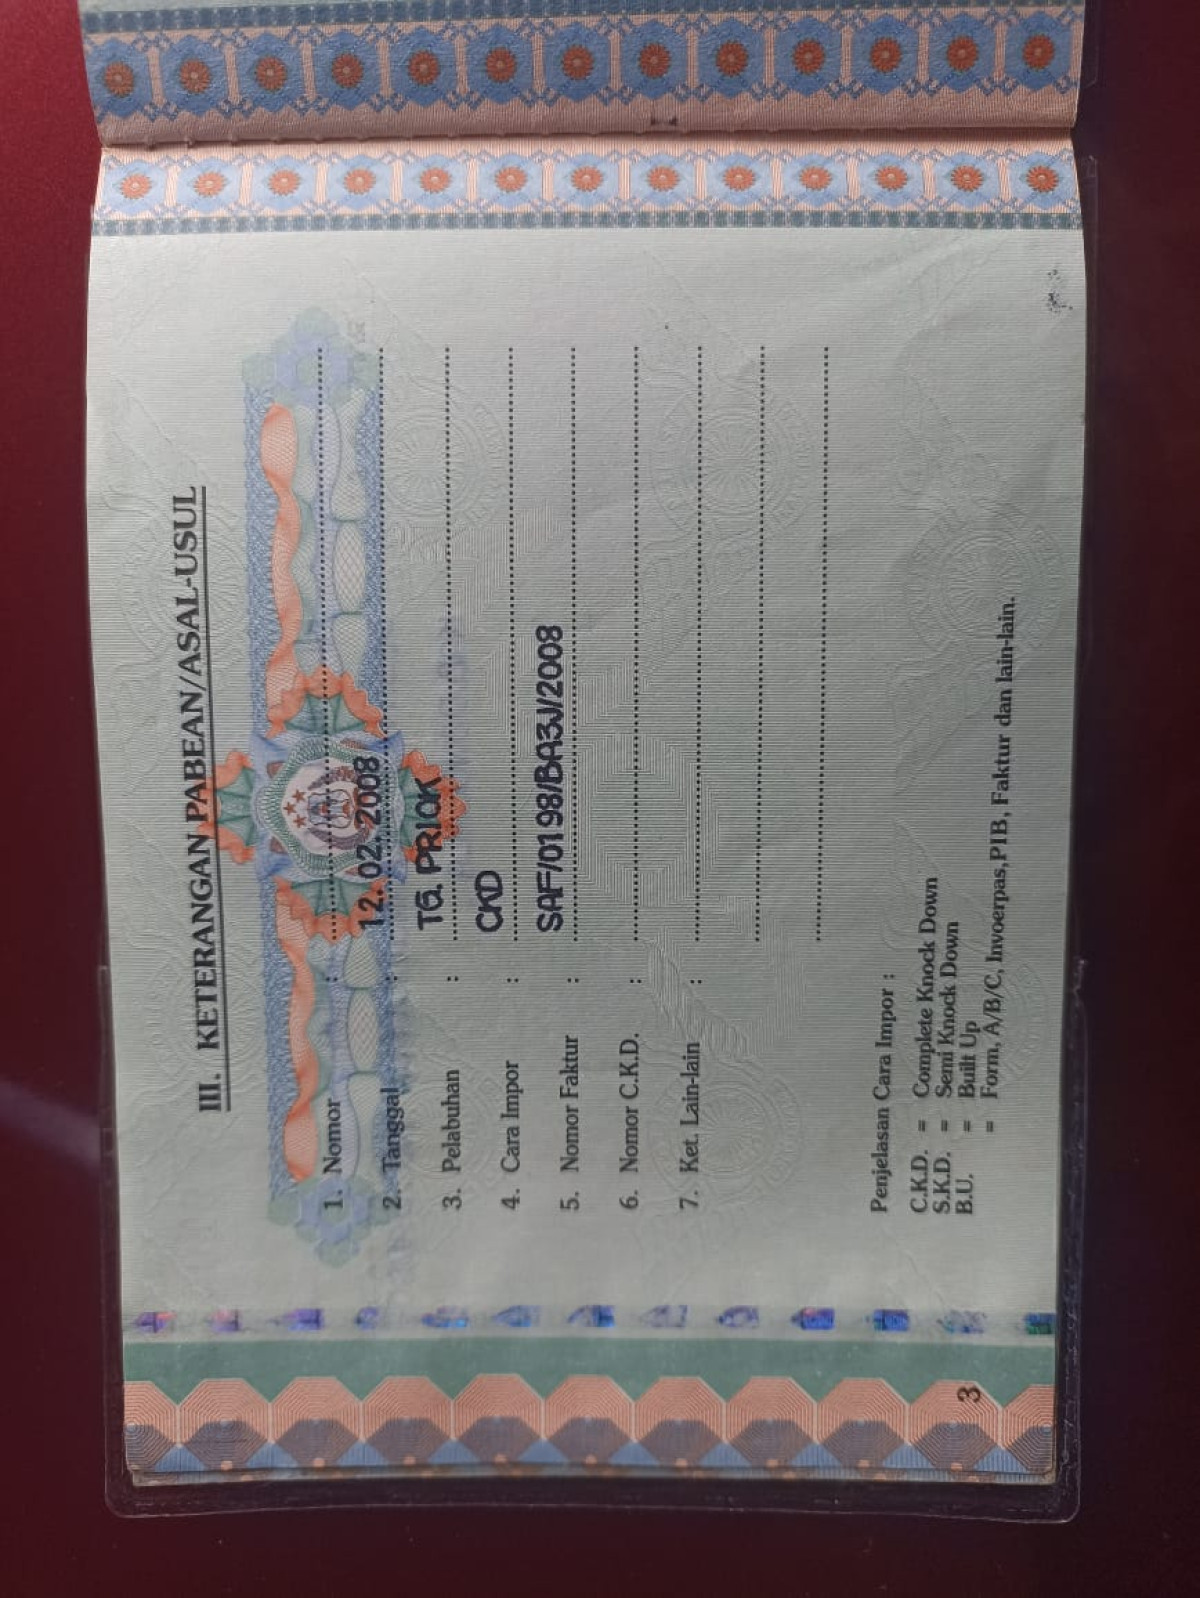 III. KETERANGAN PABEAN/ASAL-USUL
1. Nomor :
2. Tanggal : 12.02.2008
3. Pelabuhan : TG. PRIOK
4. Cara Impor : CKD
5. Nomor Faktur : SAF/0198/BA3J/2008
6. Nomor C.K.D. :
7. Ket. Lain-lain :
Penjelasan Cara Impor :
C.K.D. = Complete Knock Down
S.K.D. = Semi Knock Down
B.U. = Built Up
= Form, A/B/C, Invoerpas,PIB, Faktur dan lain-lain.
3